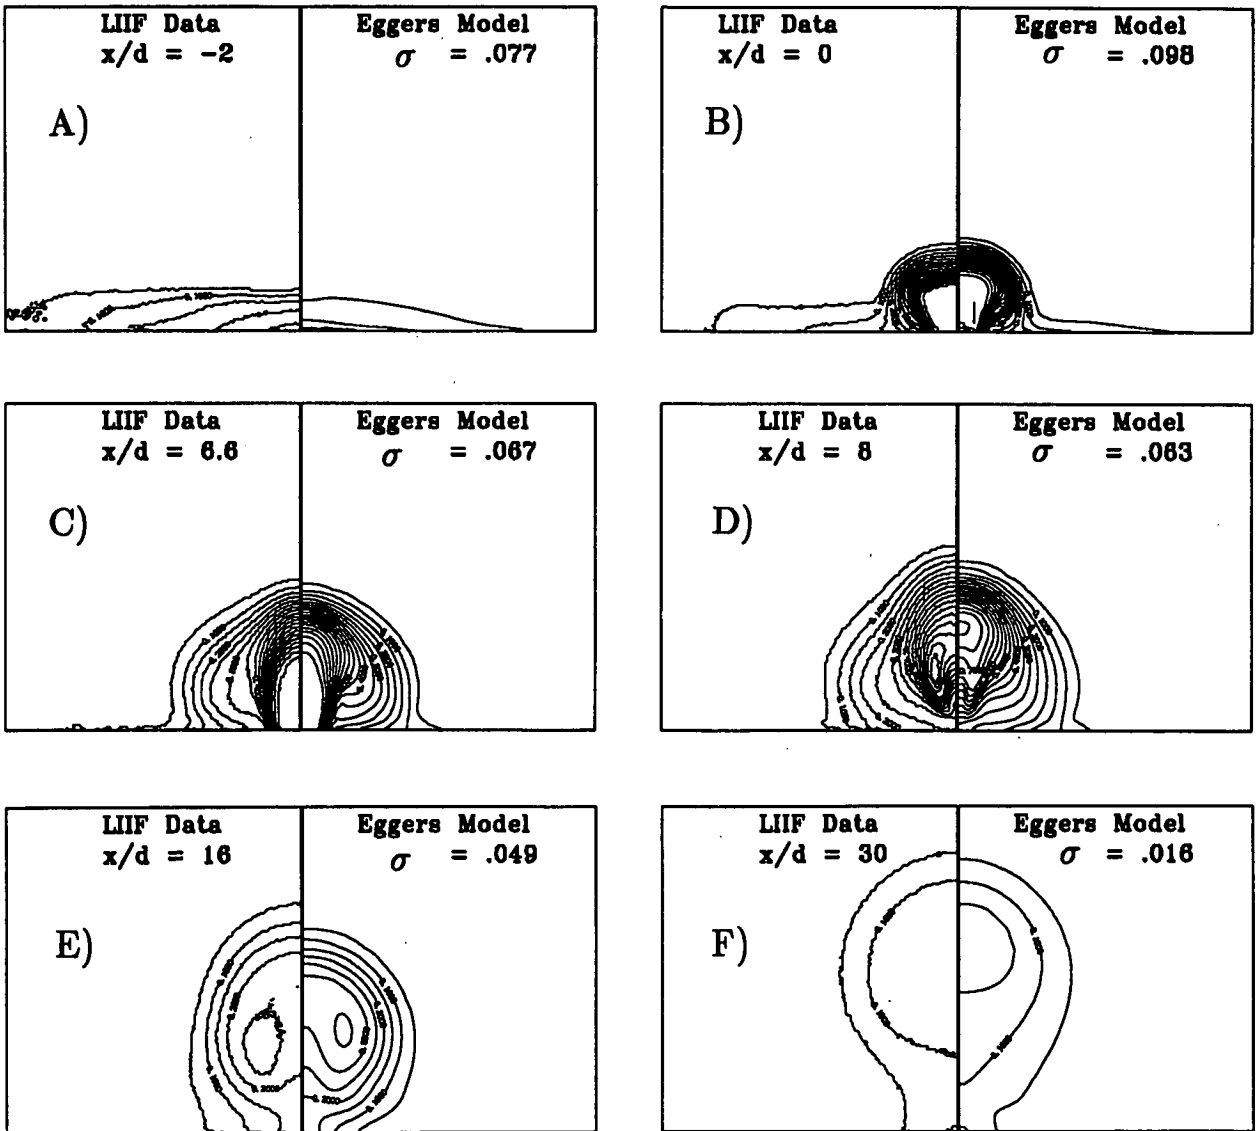 LIIF Data
x/d = -2
Eggers Model
σ = .077
A)
LIIF Data
x/d = 0
Eggers Model
σ = .098
B)
LIIF Data
x/d = 6.6
Eggers Model
σ = .067
C)
LIIF Data
x/d = 8
Eggers Model
σ = .063
D)
LIIF Data
x/d = 16
Eggers Model
σ = .049
E)
LIIF Data
x/d = 30
Eggers Model
σ = .016
F)